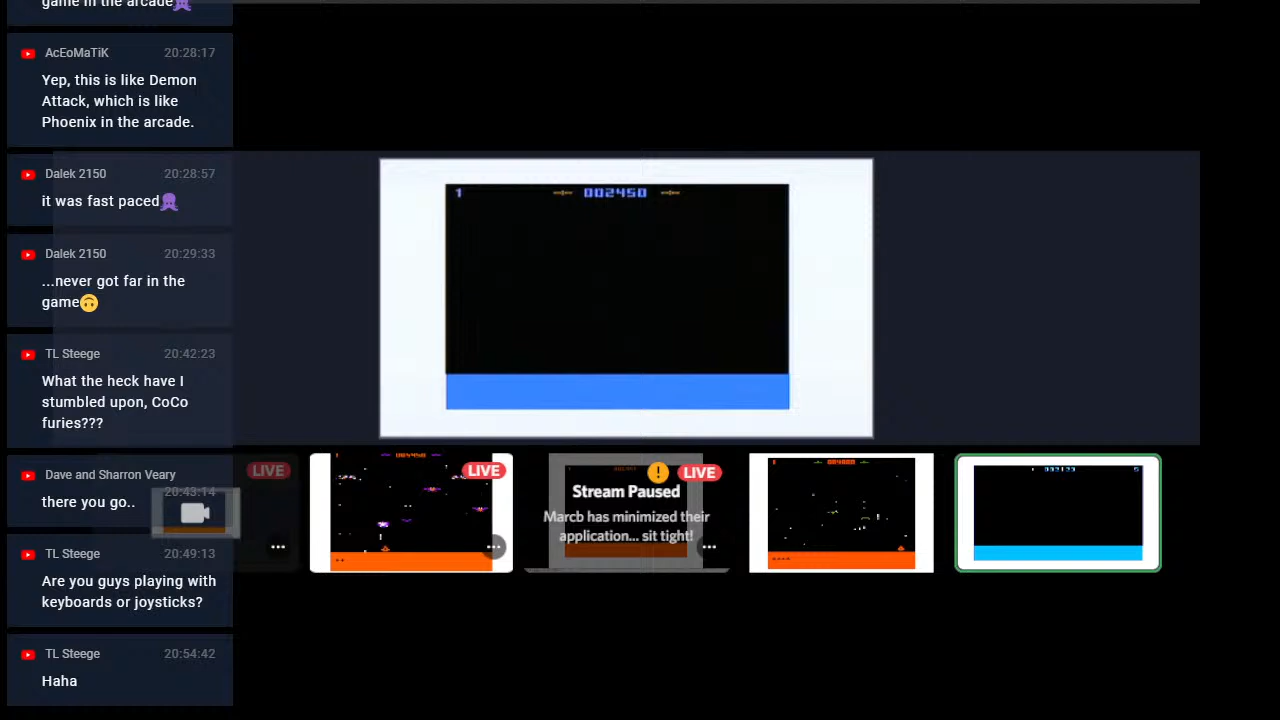 game in the arcade
AcEoMaTiK 20:28:17
Yep, this is like Demon
Attack, which is like
Phoenix in the arcade.
Dalek 2150 20:28:57
it was fast paced
Dalek 2150 20:29:33
...never got far in the
game
TL Steege 20:42:23
What the heck have I
stumbled upon, CoCo
furies???
Dave and Sharron Veary
20:43:14
there you go..
TL Steege 20:49:13
Are you guys playing with
keyboards or joysticks?
TL Steege 20:54:42
Haha
1 002450
LIVE
LIVE
LIVE
Stream Paused
Marcb has minimized their
application... sit tight!